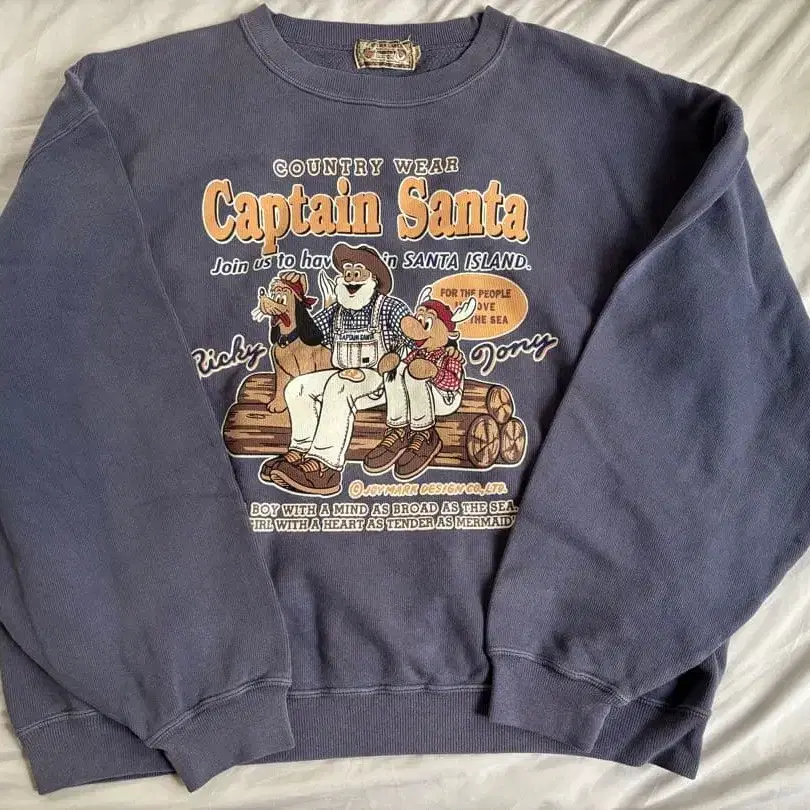 COUNTRY WEAR
Captain Santa
Join us to hav in SANTA ISLAND.
FOR THE PEOPLE
OVE
THE SEA
CAPTAIN SANTA
Ricky
Tony
© JOYMARK DESIGN CO., LTD.
BOY WITH A MIND AS BROAD AS THE SEA.
GIRL WITH A HEART AS TENDER AS MERMAID'